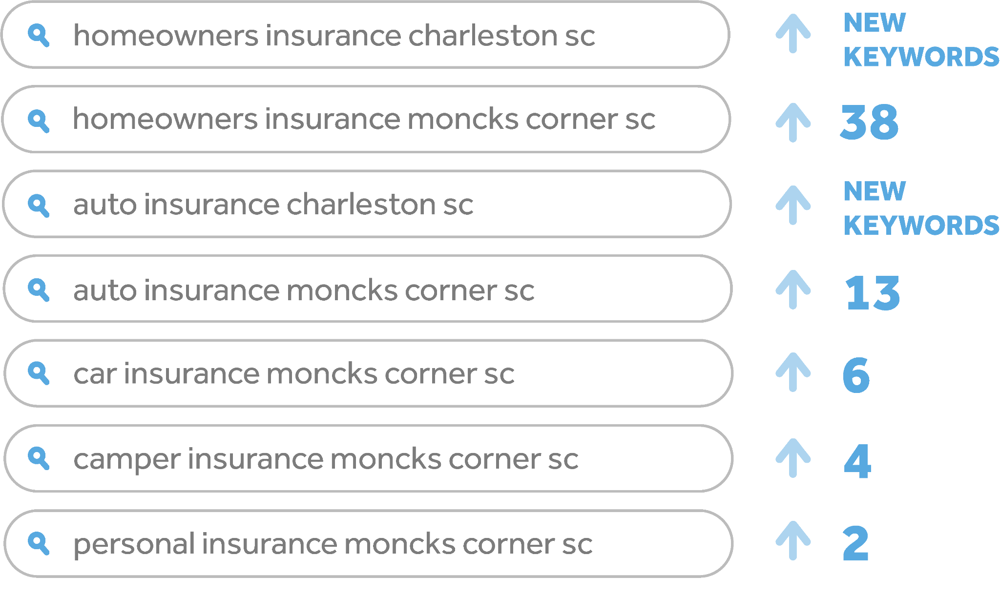 homeowners insurance charleston sc
NEW
KEYWORDS
homeowners insurance moncks corner sc
38
auto insurance charleston sc
NEW
KEYWORDS
auto insurance moncks corner sc
13
car insurance moncks corner sc
6
camper insurance moncks corner sc
4
personal insurance moncks corner sc
2